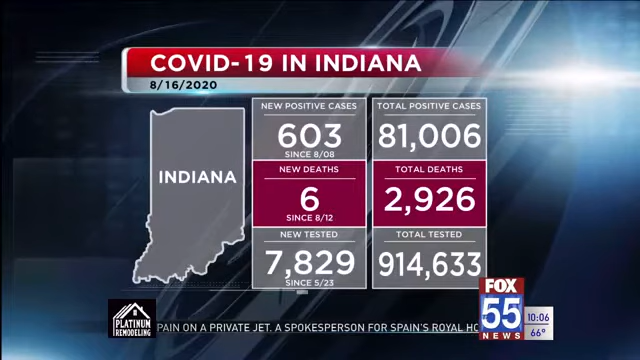 COVID-19 IN INDIANA
8/16/2020
INDIANA
NEW POSITIVE CASES
603
SINCE 8/08
TOTAL POSITIVE CASES
81,006
NEW DEATHS
6
SINCE 8/12
TOTAL DEATHS
2,926
NEW TESTED
7,829
SINCE 5/23
TOTAL TESTED
914,633
PLATINUM
REMODELING
PAIN ON A PRIVATE JET. A SPOKESPERSON FOR SPAIN'S ROYAL HO
FOX
55
NEWS
10:06
66°